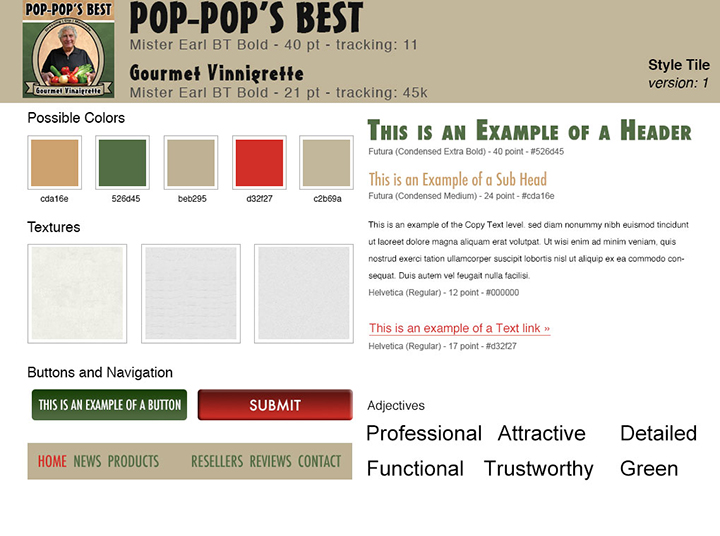 POP-POP'S BEST
Gourmet Vinaigrette
POP-POP'S BEST
Mister Earl BT Bold - 40 pt - tracking: 11
Gourmet Vinnigrette
Mister Earl BT Bold - 21 pt - tracking: 45k
Style Tile
version: 1
Possible Colors
cda16e 526d45 beb295 d32f27 c2b69a
Textures
Buttons and Navigation
THIS IS AN EXAMPLE OF A BUTTON SUBMIT
HOME NEWS PRODUCTS RESELLERS REVIEWS CONTACT
THIS IS AN EXAMPLE OF A HEADER
Futura (Condensed Extra Bold) - 40 point - #526d45
This is an Example of a Sub Head
Futura (Condensed Medium) - 24 point - #cda16e
This is an example of the Copy Text level. sed diam nonummy nibh euismod tincidunt
ut laoreet dolore magna aliquam erat volutpat. Ut wisi enim ad minim veniam, quis
nostrud exerci tation ullamcorper suscipit lobortis nisl ut aliquip ex ea commodo con-
sequat. Duis autem vel feugait nulla facilisi.
Helvetica (Regular) - 12 point - #000000
This is an example of a Text link »
Helvetica (Regular) - 17 point - #d32f27
Adjectives
Professional Attractive Detailed
Functional Trustworthy Green